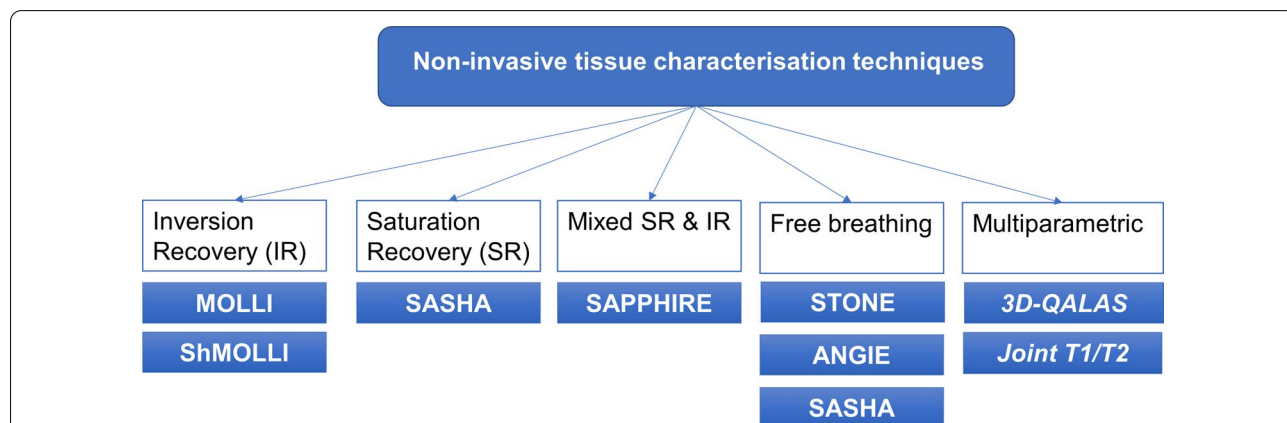 Non-invasive tissue characterisation techniques
Inversion
Recovery (IR)
MOLLI
ShMOLLI
Saturation
Recovery (SR)
SASHA
Mixed SR & IR
SAPPHIRE
Free breathing
STONE
ANGIE
SASHA
Multiparametric
3D-QALAS
Joint T1/T2